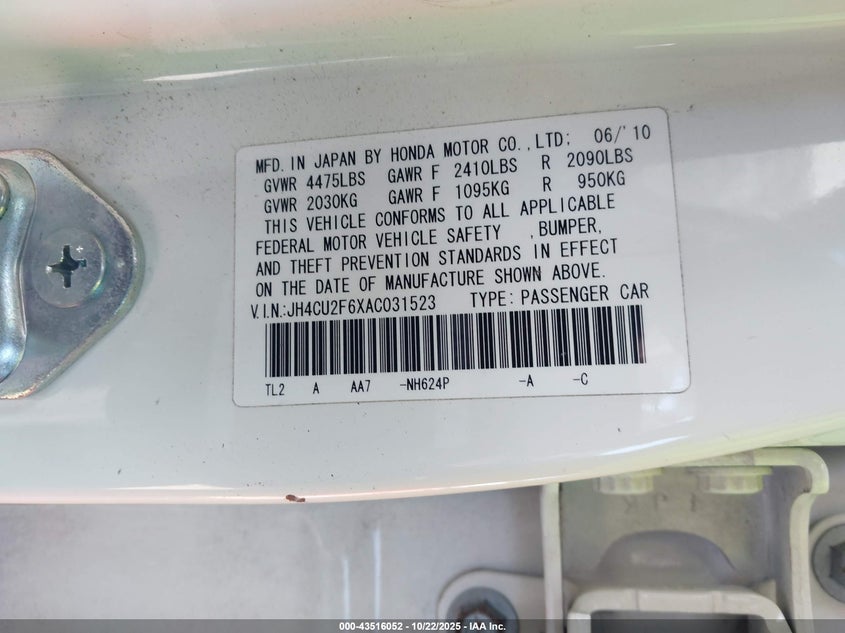 MFD. IN JAPAN BY HONDA MOTOR CO.,LTD; 06/'10
GVWR 4475LBS GAWR F 2410LBS R 2090LBS
GVWR 2030KG GAWR F 1095KG R 950KG
THIS VEHICLE CONFORMS TO ALL APPLICABLE
FEDERAL MOTOR VEHICLE SAFETY ,BUMPER,
AND THEFT PREVENTION STANDARDS IN EFFECT
ON THE DATE OF MANUFACTURE SHOWN ABOVE.
V.I.N.:JH4CU2F6XAC031523 TYPE: PASSENGER CAR
TL2 A AA7 -NH624P -A -C
000-43516052 - 10/22/2025 - IAA Inc.